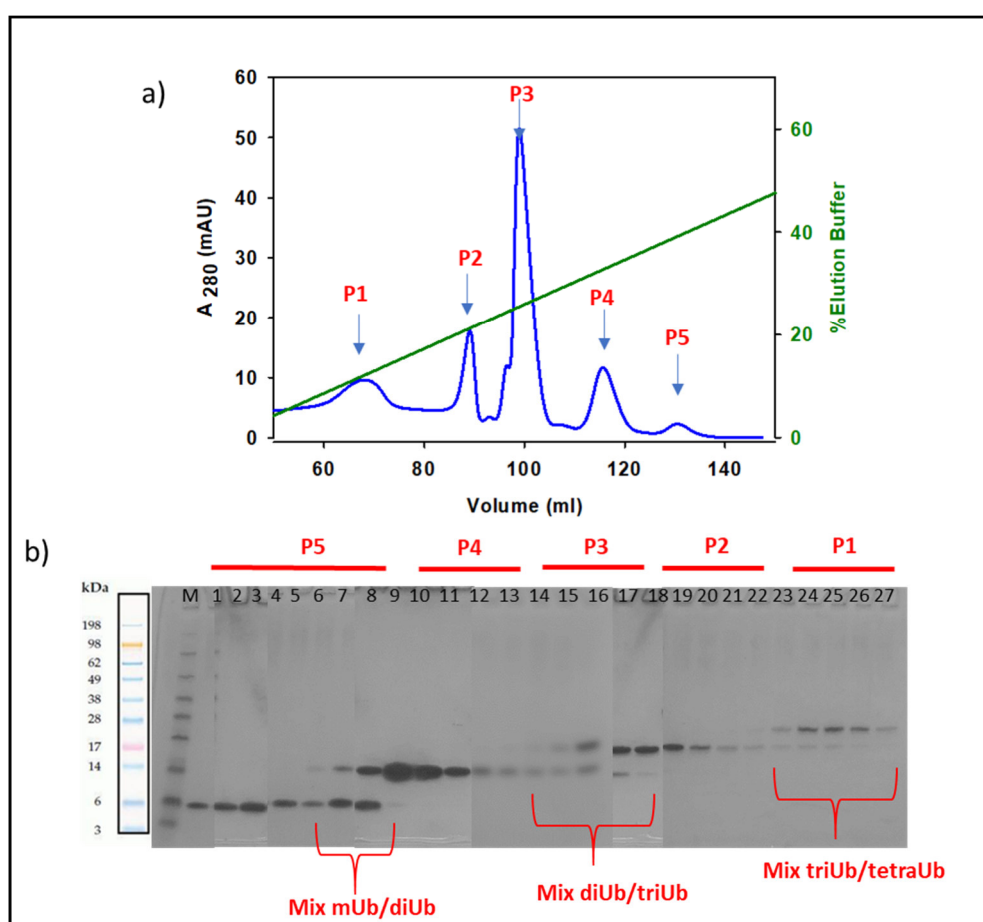 a)
60
50
40
30
20
10
0
A 280 (mAU)
P1
P2
P3
P4
P5
60
40
20
0
%Elution Buffer
60 80 100 120 140
Volume (ml)
b)
P5 P4 P3 P2 P1
kDa M 1 2 3 4 5 6 7 8 9 10 11 12 13 14 15 16 17 18 19 20 21 22 23 24 25 26 27
198
98
62
49
38
28
17
14
6
3
Mix mUb/diUb
Mix diUb/triUb
Mix triUb/tetraUb